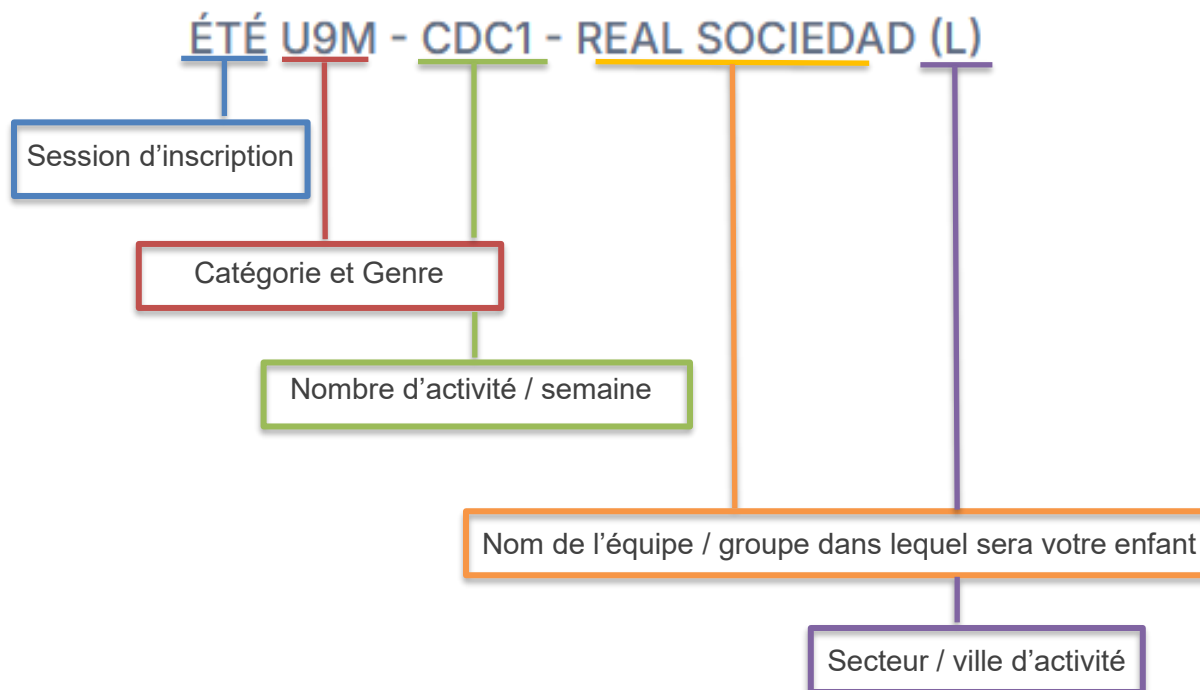 ÉTÉ U9M - CDC1 - REAL SOCIEDAD (L)
Session d’inscription
Catégorie et Genre
Nombre d’activité / semaine
Nom de l’équipe / groupe dans lequel sera votre enfant
Secteur / ville d’activité